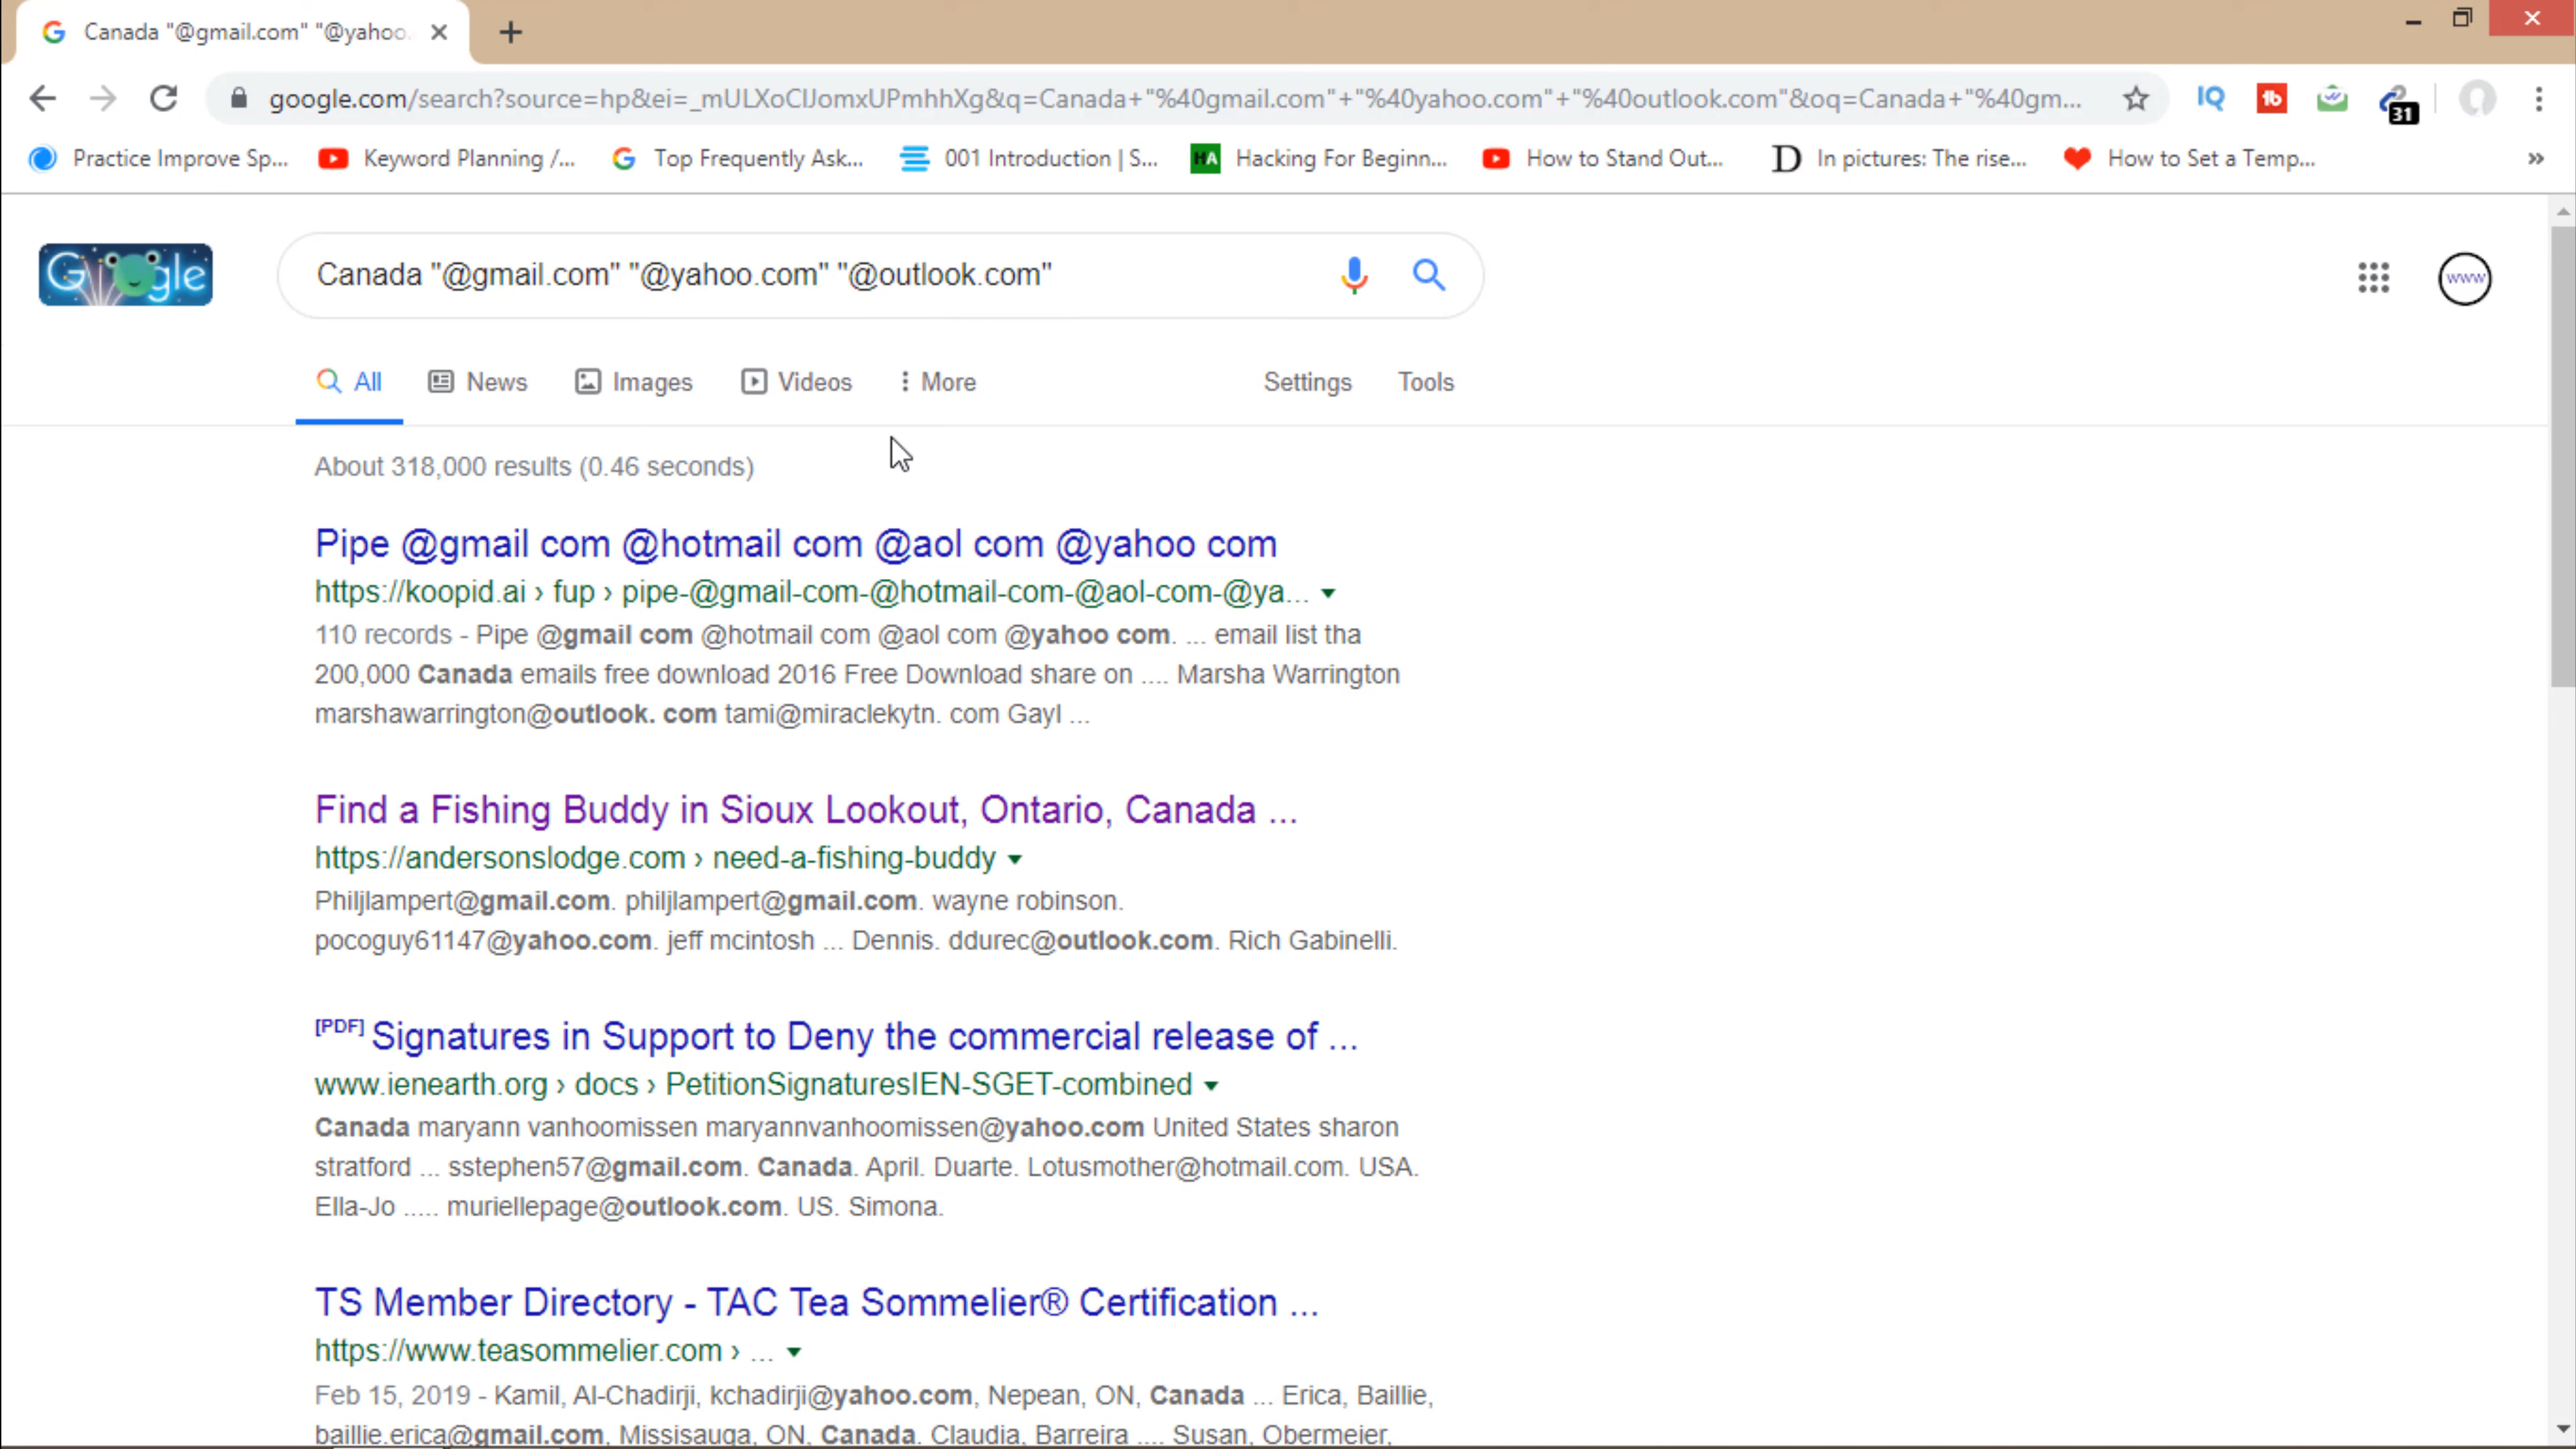 Canada "@gmail.com" "@yahoo.
google.com/search?source=hp&ei=_mULXoCIJomxUPmhhXg&q=Canada+"%40gmail.com"+"%40yahoo.com"+"%40outlook.com"&oq=Canada+"%40gm...
IQ
tb
31
Practice Improve Sp...
Keyword Planning /...
Top Frequently Ask...
001 Introduction | S...
HA Hacking For Beginn...
How to Stand Out...
D In pictures: The rise...
How to Set a Temp...
»
Google
Canada "@gmail.com" "@yahoo.com" "@outlook.com"
www
All News Images Videos More Settings Tools
About 318,000 results (0.46 seconds)
Pipe @gmail com @hotmail com @aol com @yahoo com
https://koopid.ai › fup › pipe-@gmail-com-@hotmail-com-@aol-com-@ya...
110 records - Pipe @gmail com @hotmail com @aol com @yahoo com. ... email list tha
200,000 Canada emails free download 2016 Free Download share on .... Marsha Warrington
marshawarrington@outlook. com tami@miraclekytn. com Gayl ...
Find a Fishing Buddy in Sioux Lookout, Ontario, Canada ...
https://andersonslodge.com › need-a-fishing-buddy
Philjlampert@gmail.com. philjlampert@gmail.com. wayne robinson.
pocoguy61147@yahoo.com. jeff mcintosh ... Dennis. ddurec@outlook.com. Rich Gabinelli.
[PDF] Signatures in Support to Deny the commercial release of ...
www.ienearth.org › docs › PetitionSignaturesIEN-SGET-combined
Canada maryann vanhoomissen maryannvanhoomissen@yahoo.com United States sharon
stratford ... sstephen57@gmail.com. Canada. April. Duarte. Lotusmother@hotmail.com. USA.
Ella-Jo ..... muriellepage@outlook.com. US. Simona.
TS Member Directory - TAC Tea Sommelier® Certification ...
https://www.teasommelier.com › ...
Feb 15, 2019 - Kamil, Al-Chadirji, kchadirji@yahoo.com, Nepean, ON, Canada ... Erica, Baillie,
baillie.erica@gmail.com, Missisauga, ON, Canada. Claudia, Barreira .... Susan, Obermeier,